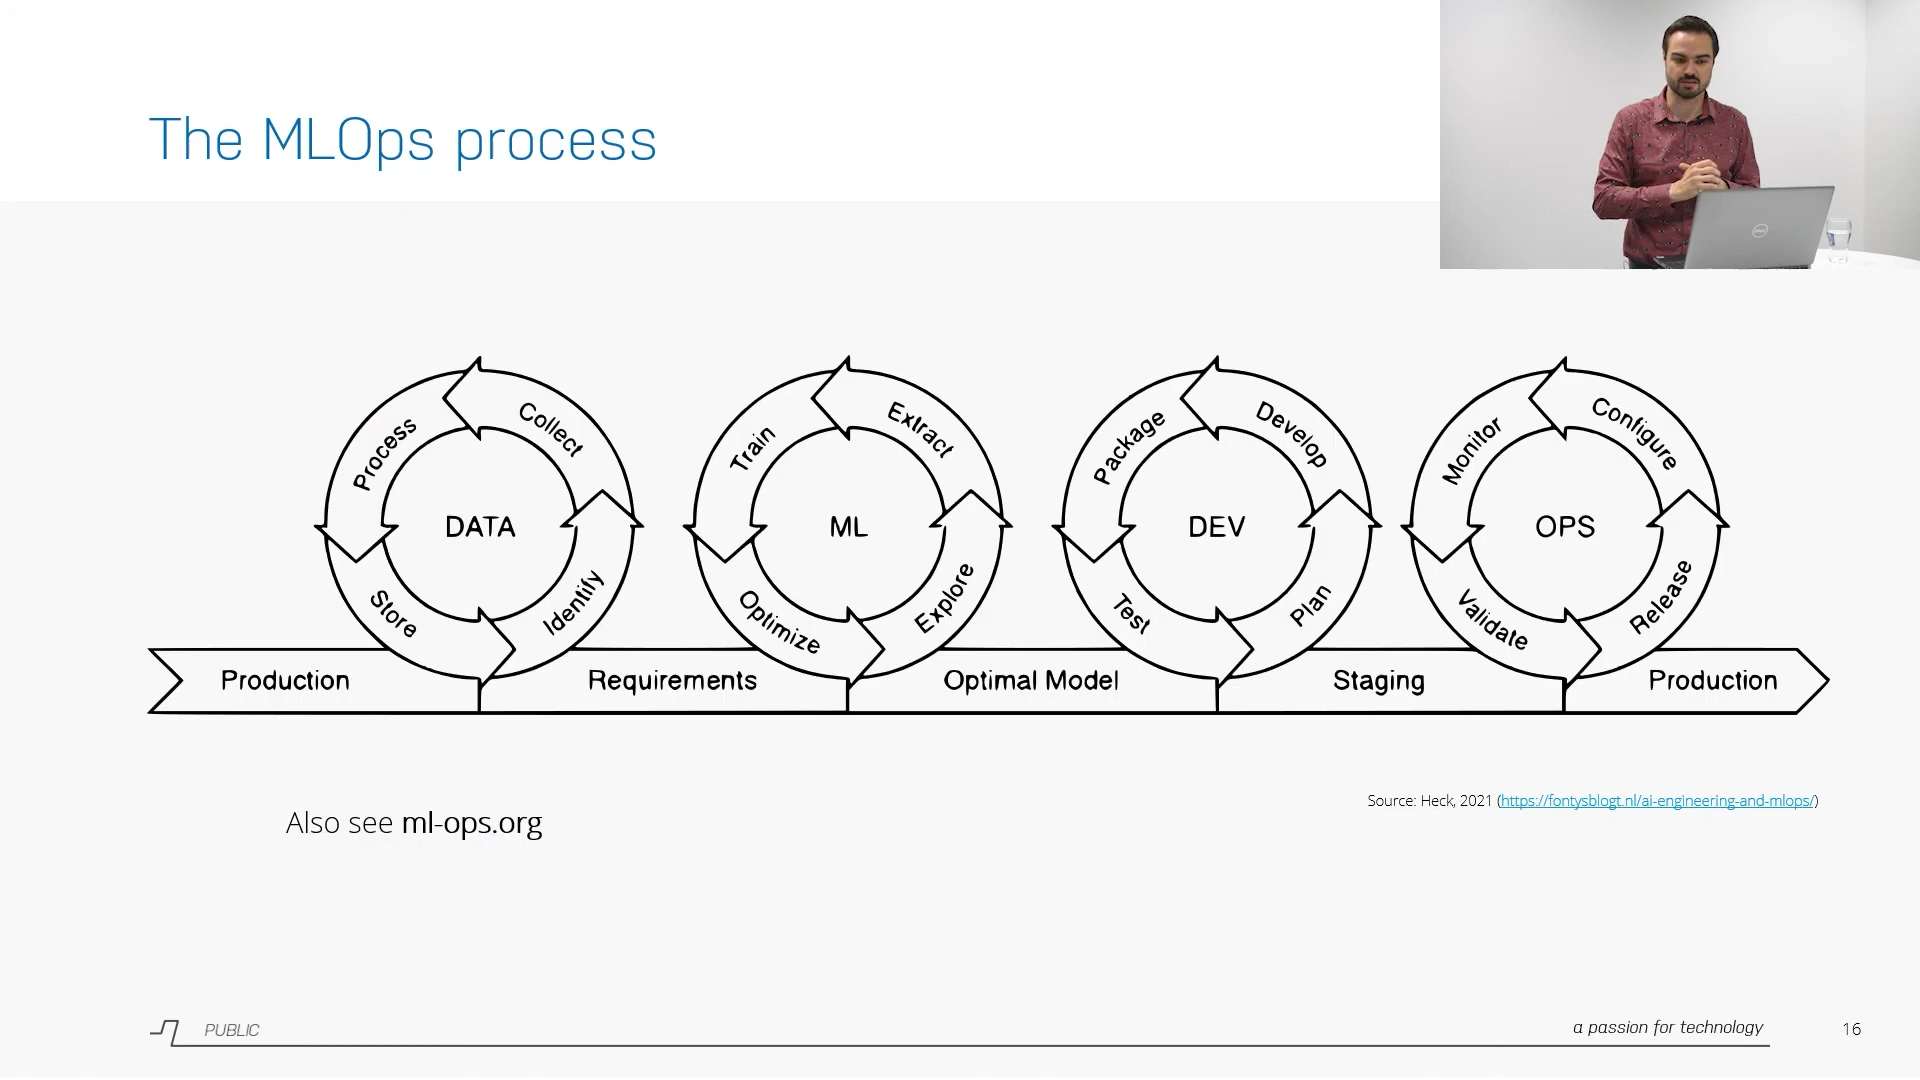 The MLOps process
DELL
Process
Collect
Store
Identify
DATA
Train
Extract
Optimize
Explore
ML
Package
Develop
Test
Plan
DEV
Monitor
Configure
Validate
Release
OPS
Production
Requirements
Optimal Model
Staging
Production
Source: Heck, 2021 (https://fontysblogt.nl/ai-engineering-and-mlops/)
Also see ml-ops.org
PUBLIC
a passion for technology
16